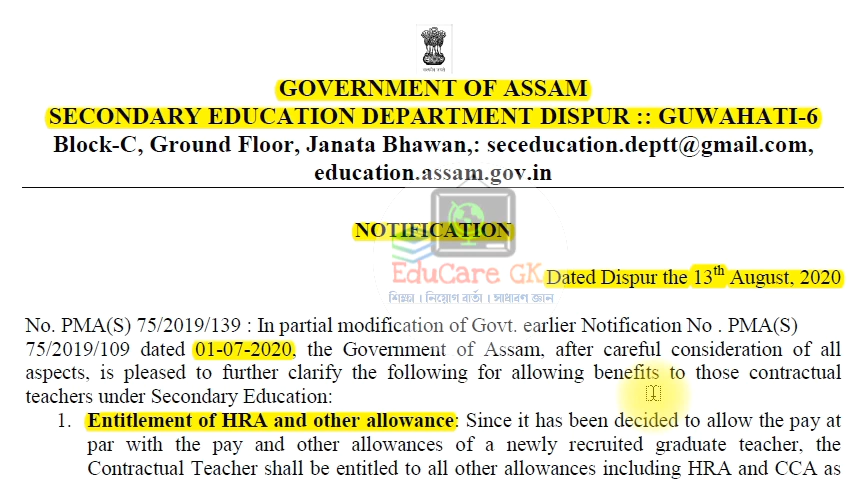 GOVERNMENT OF ASSAM
SECONDARY EDUCATION DEPARTMENT DISPUR :: GUWAHATI-6
Block-C, Ground Floor, Janata Bhawan,: seceducation.deptt@gmail.com,
education.assam.gov.in
NOTIFICATION
EduCare GK
Dated Dispur the 13th August, 2020
শিক্ষা । নিয়োগ বাৰ্তা । সাধাৰণ জ্ঞান
No. PMA(S) 75/2019/139 : In partial modification of Govt. earlier Notification No . PMA(S)
75/2019/109 dated 01-07-2020, the Government of Assam, after careful consideration of all
aspects, is pleased to further clarify the following for allowing benefits to those contractual
teachers under Secondary Education:
1. Entitlement of HRA and other allowance: Since it has been decided to allow the pay at
par with the pay and other allowances of a newly recruited graduate teacher, the
Contractual Teacher shall be entitled to all other allowances including HRA and CCA as